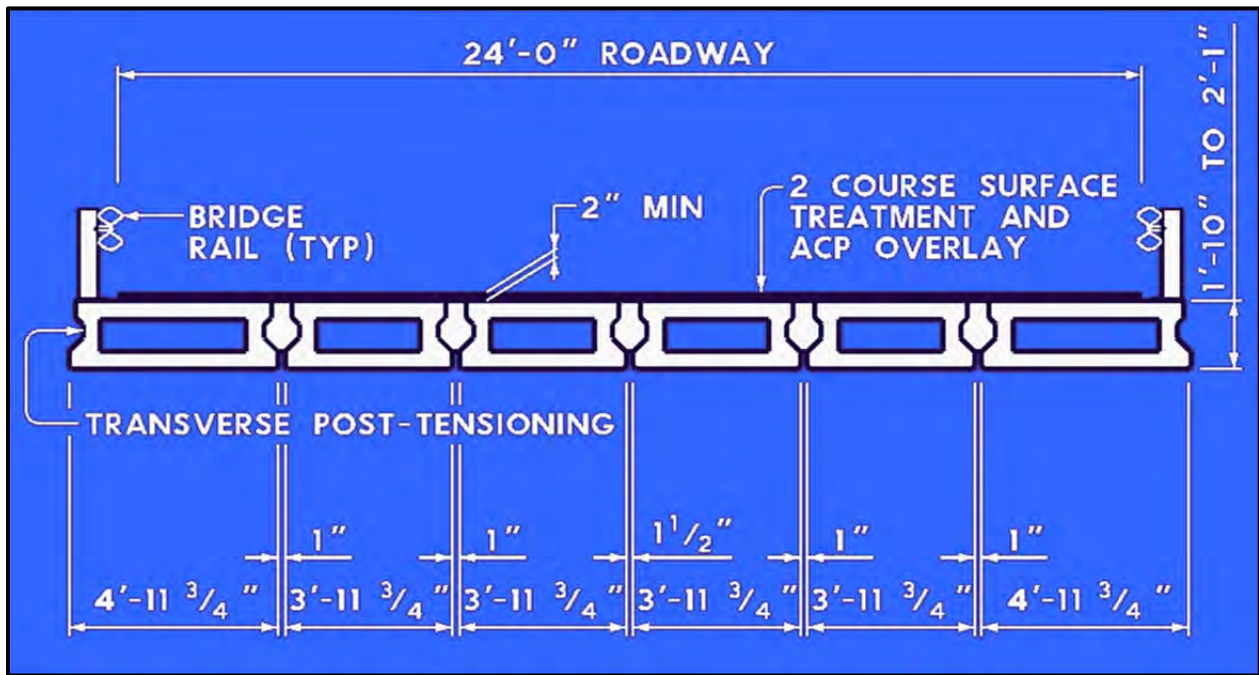 24'-0" ROADWAY
1'-10" TO 2'-1"
BRIDGE
RAIL (TYP)
2" MIN
2 COURSE SURFACE
TREATMENT AND
ACP OVERLAY
TRANSVERSE POST-TENSIONING
1" 1" 1 1/2" 1" 1"
4'-11 3/4" 3'-11 3/4" 3'-11 3/4" 3'-11 3/4" 3'-11 3/4" 4'-11 3/4"